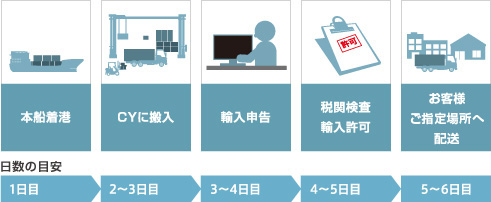 許可
本船着港
CYに搬入
輸入申告
税関検査
輸入許可
お客様
ご指定場所へ
配送
日数の目安
1日目
2～3日目
3～4日目
4～5日目
5～6日目